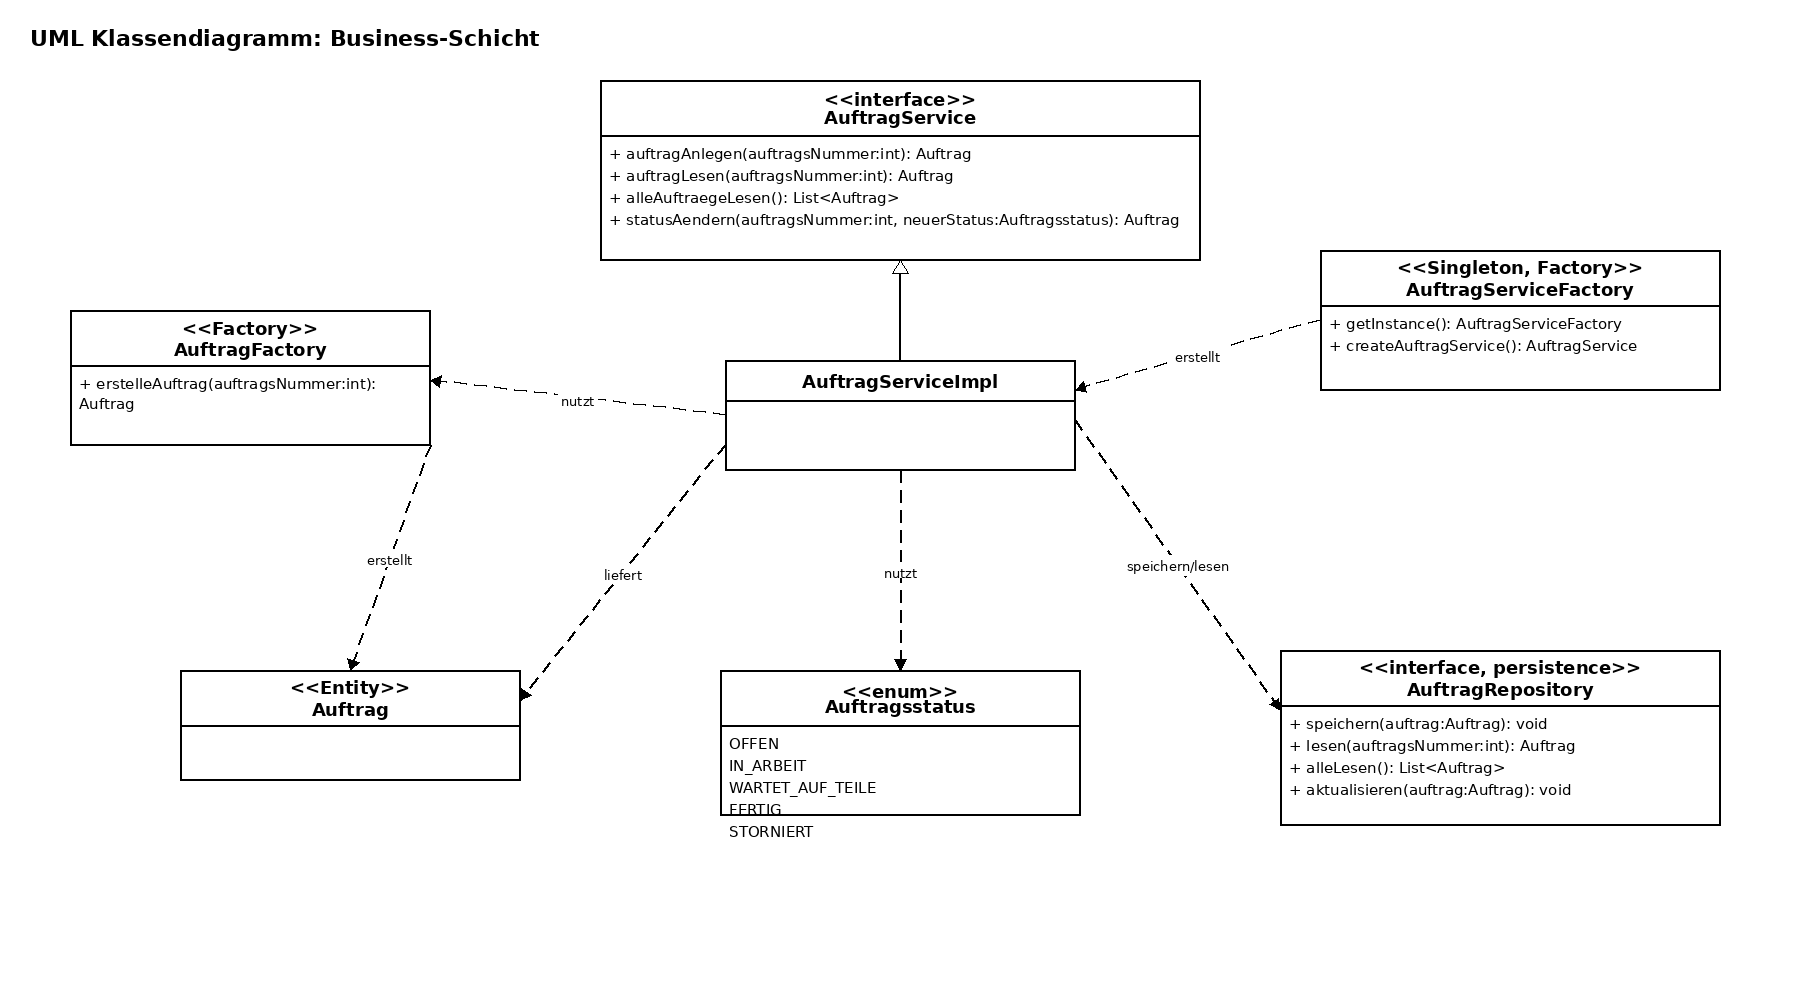 UML Klassendiagramm: Business-Schicht
<<interface>>
AuftragService
+ auftragAnlegen(auftragsNummer:int): Auftrag
+ auftragLesen(auftragsNummer:int): Auftrag
+ alleAuftraegeLesen(): List<Auftrag>
+ statusAendern(auftragsNummer:int, neuerStatus:Auftragsstatus): Auftrag
<<Singleton, Factory>>
AuftragServiceFactory
+ getInstance(): AuftragServiceFactory
+ createAuftragService(): AuftragService
<<Factory>>
AuftragFactory
+ erstelleAuftrag(auftragsNummer:int):
Auftrag
AuftragServiceImpl
erstellt
nutzt
erstellt
liefert
nutzt
speichern/lesen
<<Entity>>
Auftrag
<<enum>>
Auftragsstatus
OFFEN
IN_ARBEIT
WARTET_AUF_TEILE
FERTIG
STORNIERT
<<interface, persistence>>
AuftragRepository
+ speichern(auftrag:Auftrag): void
+ lesen(auftragsNummer:int): Auftrag
+ alleLesen(): List<Auftrag>
+ aktualisieren(auftrag:Auftrag): void